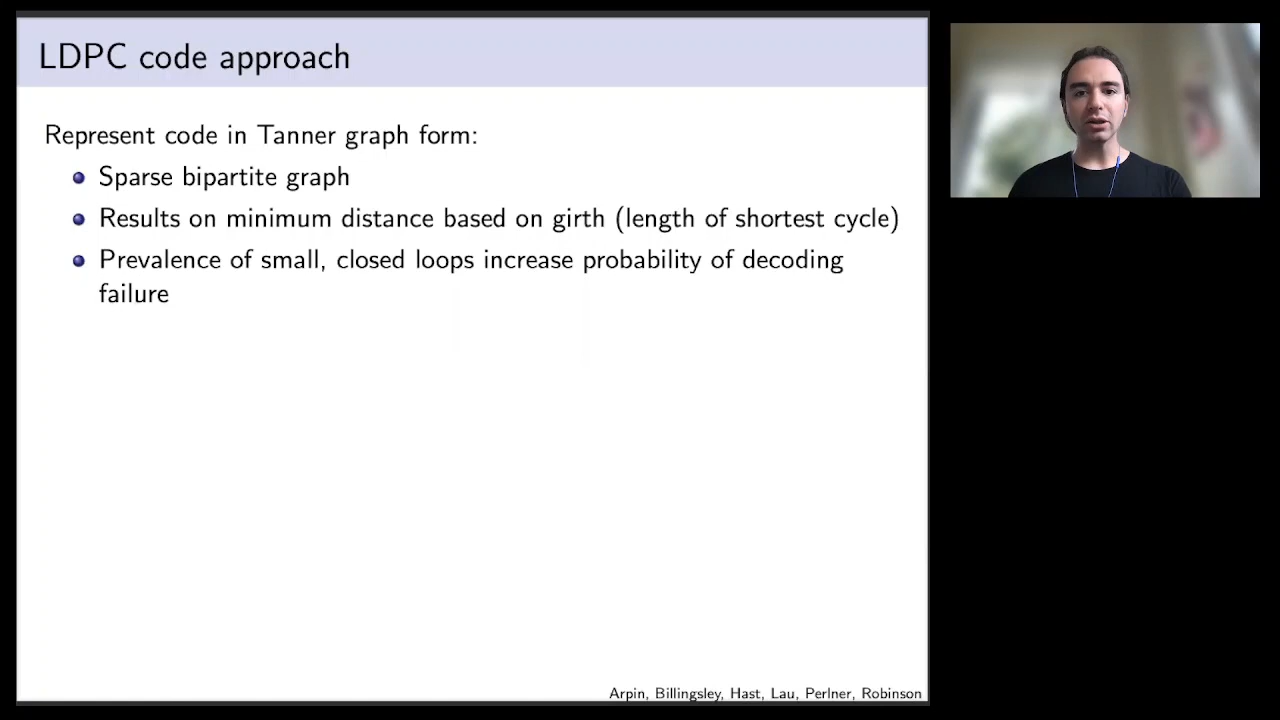 LDPC code approach
Represent code in Tanner graph form:
Sparse bipartite graph
Results on minimum distance based on girth (length of shortest cycle)
Prevalence of small, closed loops increase probability of decoding
failure
Arpin, Billingsley, Hast, Lau, Perlner, Robinson